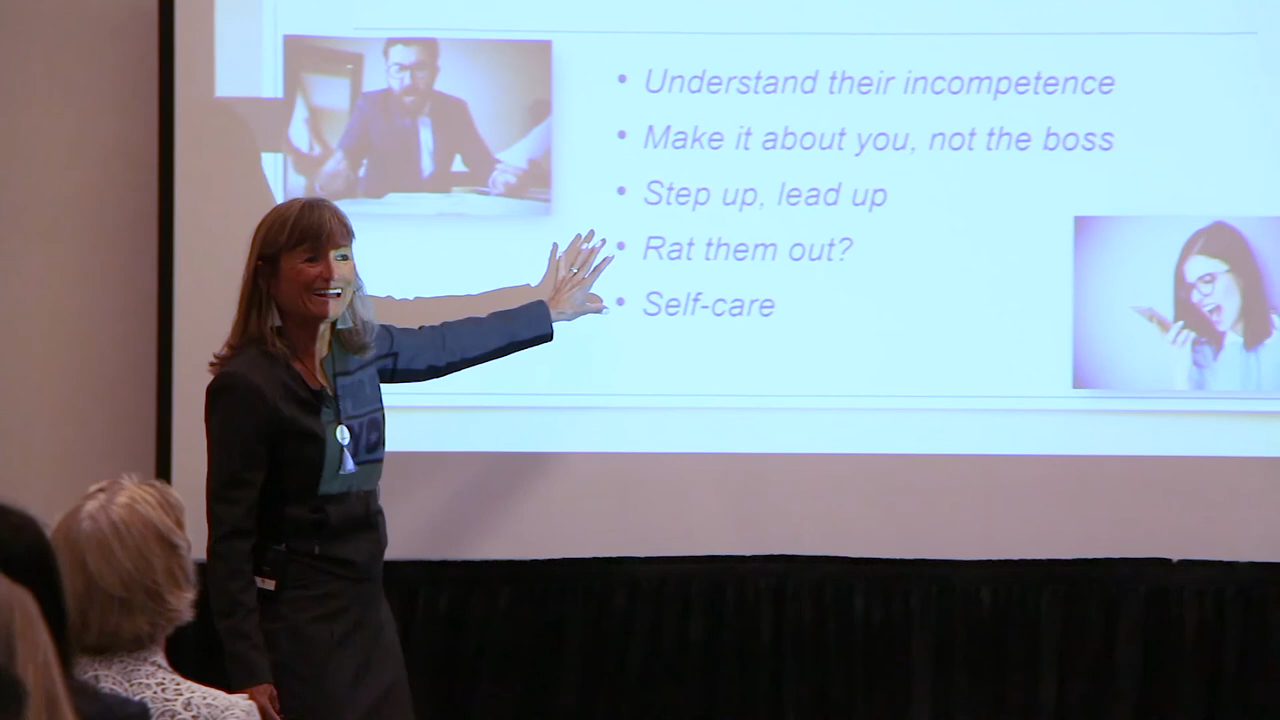 • Understand their incompetence
• Make it about you, not the boss
• Step up, lead up
• Rat them out?
• Self-care